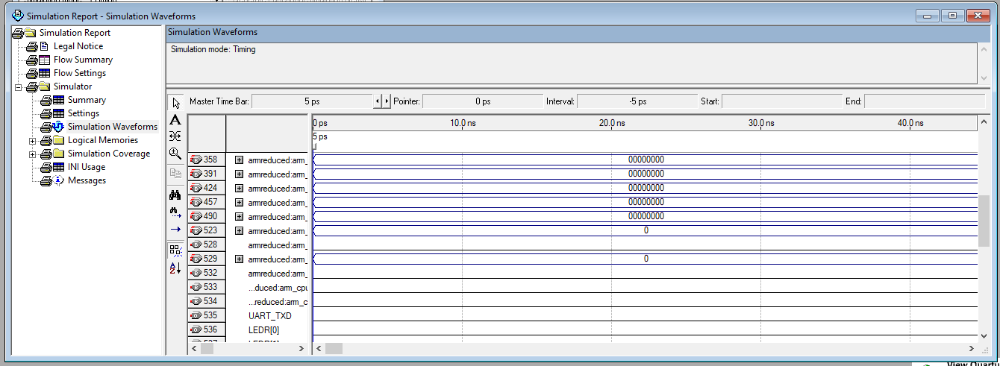 Simulation Report - Simulation Waveforms
Simulation Report
Legal Notice
Flow Summary
Flow Settings
Simulator
Summary
Settings
Simulation Waveforms
Logical Memories
Simulation Coverage
INI Usage
Messages
Simulation Waveforms
Simulation mode: Timing
Master Time Bar: 5 ps Pointer: 0 ps Interval: -5 ps Start: End:
0 ps 10.0 ns 20.0 ns 30.0 ns 40.0 ns
5 ps
358 amreduced:arm_ 00000000
391 amreduced:arm_ 00000000
424 amreduced:arm_ 00000000
457 amreduced:arm_ 00000000
490 amreduced:arm_ 00000000
523 amreduced:arm_ 0
528 amreduced:arm_
529 amreduced:arm_ 0
532 amreduced:arm_
533 ...duced:arm_cpu
534 ...reduced:arm_c
535 UART_TXD
536 LEDR[0]
View Quartu